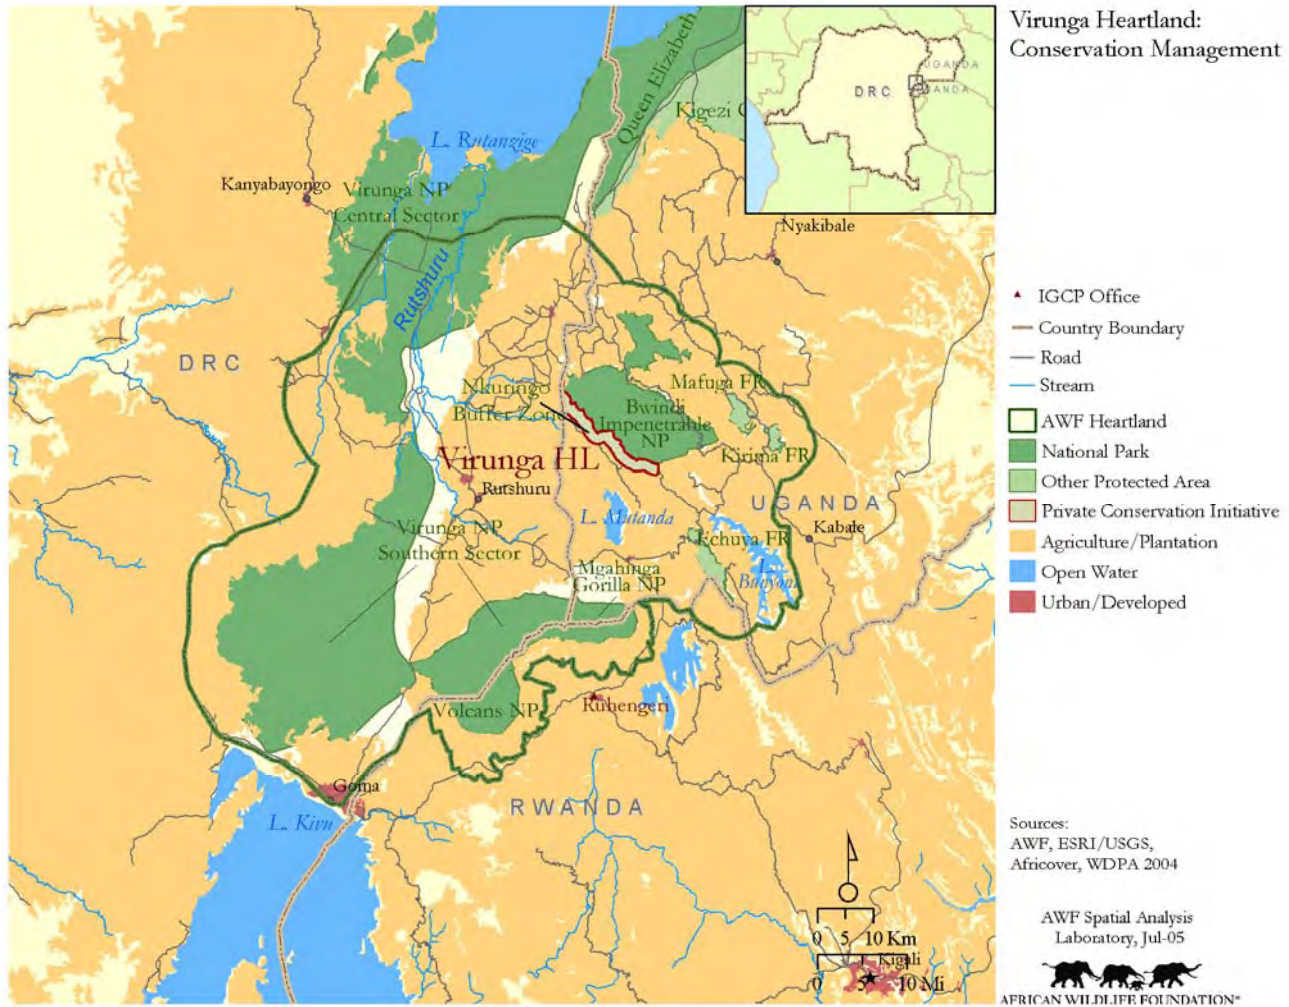 Virunga Heartland:
Conservation Management
UGANDA
DRC
Queen Elizabeth
Kigezi
L. Rutanzige
Kanyabayongo
Virunga NP
Central Sector
Nyakibale
Rutshuru
DRC
Mafuga FR
Nkuringo
Buffer Zone
Bwindi
Impenetrable
NP
Kirima FR
Virunga HL
Rutshuru
UGANDA
L. Mutanda
Kabale
Virunga NP
Southern Sector
Echuya FR
Mgahinga
Gorilla NP
L.
Volcans NP
Ruhengeri
Goma
RWANDA
L. Kivu
0 5 10 Km
Kigali
0 5 10 Mi
IGCP Office
Country Boundary
Road
Stream
AWF Heartland
National Park
Other Protected Area
Private Conservation Initiative
Agriculture/Plantation
Open Water
Urban/Developed
Sources:
AWF, ESRI/USGS,
Africover, WDPA 2004
AWF Spatial Analysis
Laboratory, Jul-05
AFRICAN WILDLIFE FOUNDATION®